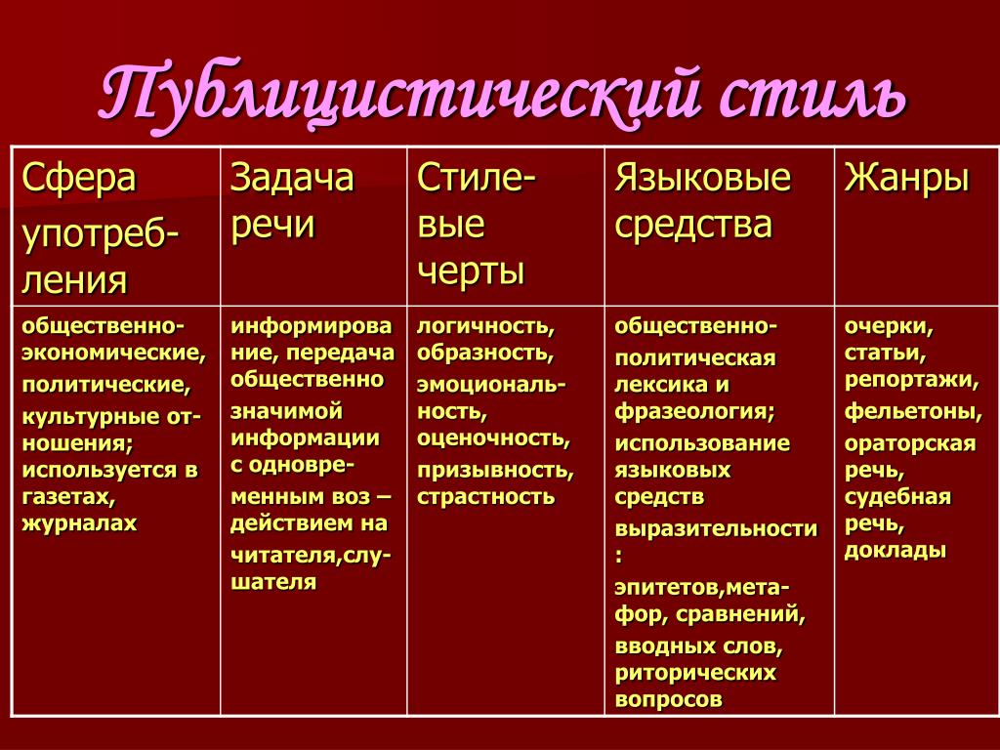 Публицистический стиль
Сфера
употреб-
ления
Задача
речи
Стиле-
вые
черты
Языковые
средства
Жанры
общественно-
экономические,
политические,
культурные от-
ношения;
используется в
газетах,
журналах
информирова
ние, передача
общественно
значимой
информации
с одновре-
менным воз –
действием на
читателя,слу-
шателя
логичность,
образность,
эмоциональ-
ность,
оценочность,
призывность,
страстность
общественно-
политическая
лексика и
фразеология;
использование
языковых
средств
выразительности
:
эпитетов,мета-
фор, сравнений,
вводных слов,
риторических
вопросов
очерки,
статьи,
репортажи,
фельетоны,
ораторская
речь,
судебная
речь,
доклады